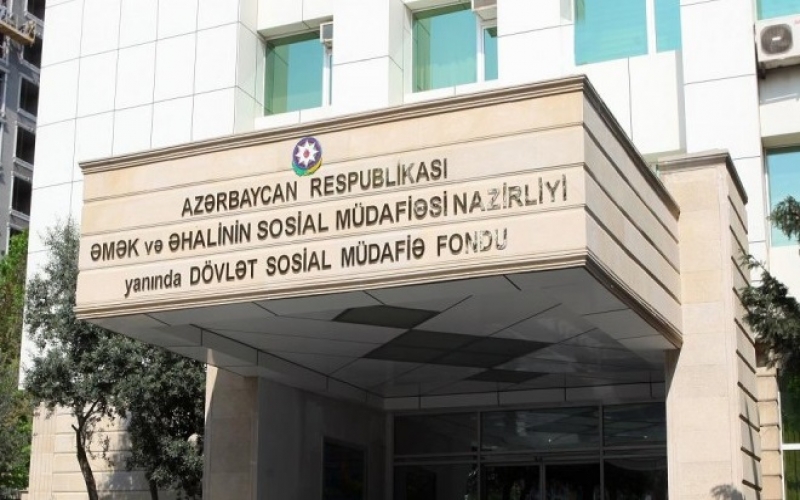 AZƏRBAYCAN RESPUBLİKASI
ƏMƏK və ƏHALİNİN SOSİAL MÜDAFİƏSİ NAZİRLİYİ
yanında DÖVLƏT SOSİAL MÜDAFİƏ FONDU